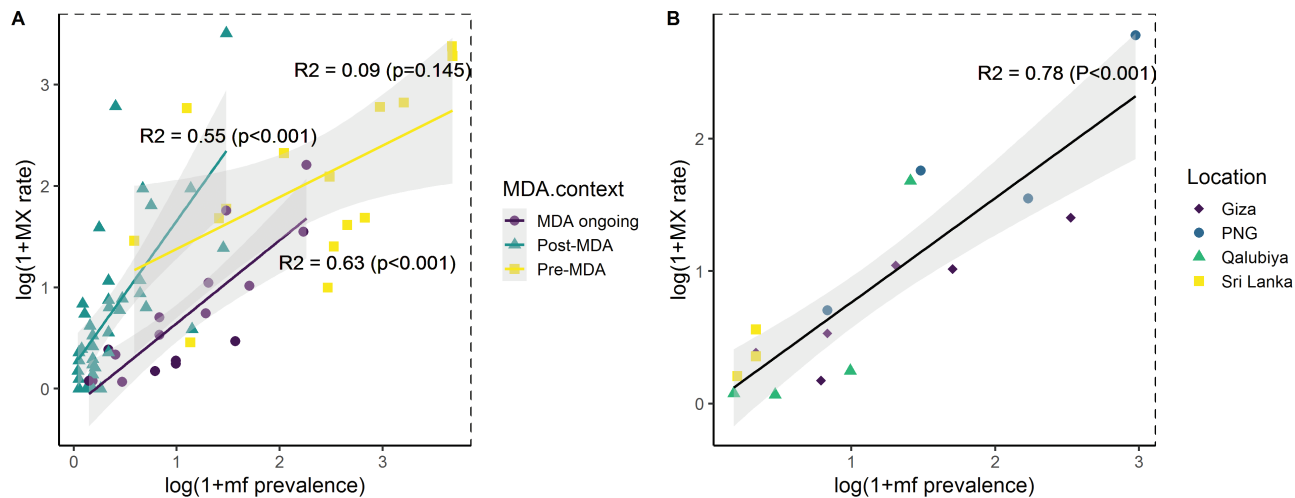 A
R2 = 0.09 (p=0.145)
R2 = 0.55 (p<0.001)
R2 = 0.63 (p<0.001)
log(1+MX rate)
3
2
1
0
0
1
2
3
log(1+mf prevalence)
MDA.context
MDA ongoing
Post-MDA
Pre-MDA
B
R2 = 0.78 (P<0.001)
log(1+MX rate)
2
1
0
1
2
3
log(1+mf prevalence)
Location
Giza
PNG
Qalubiya
Sri Lanka